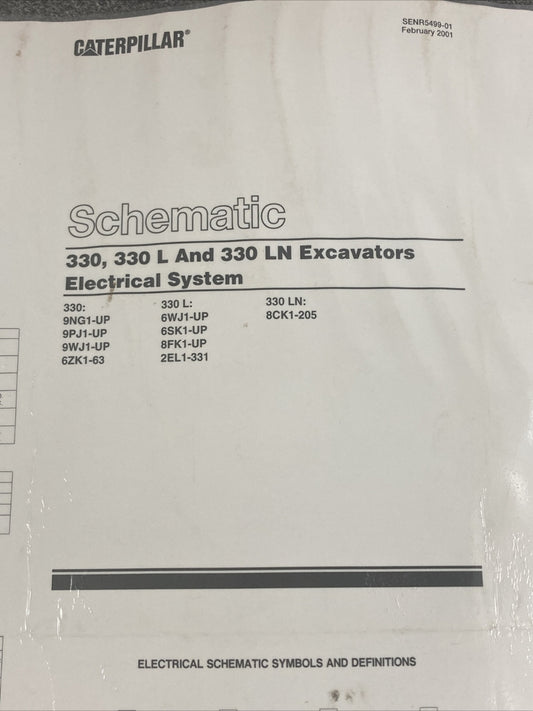 SENR5499-01
February 2001
CATERPILLAR®
Schematic
330, 330 L And 330 LN Excavators
Electrical System
330:
9NG1-UP
9PJ1-UP
9WJ1-UP
6ZK1-63
330 L:
6WJ1-UP
6SK1-UP
8FK1-UP
2EL1-331
330 LN:
8CK1-205
ELECTRICAL SCHEMATIC SYMBOLS AND DEFINITIONS